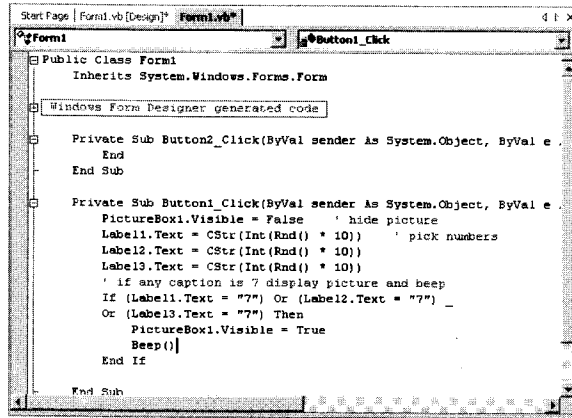 Start Page | Form1.vb [Design]* Form1.vb*
Form1 Button1_Click
Public Class Form1
    Inherits System.Windows.Forms.Form
Windows Form Designer generated code
    Private Sub Button2_Click(ByVal sender As System.Object, ByVal e .
        End
    End Sub
    Private Sub Button1_Click(ByVal sender As System.Object, ByVal e .
        PictureBox1.Visible = False    ' hide picture
        Label1.Text = CStr(Int(Rnd() * 10))    ' pick numbers
        Label2.Text = CStr(Int(Rnd() * 10))
        Label3.Text = CStr(Int(Rnd() * 10))
        ' if any caption is 7 display picture and beep
        If (Label1.Text = "7") Or (Label2.Text = "7") _
        Or (Label3.Text = "7") Then
            PictureBox1.Visible = True
            Beep()
        End If
    End Sub